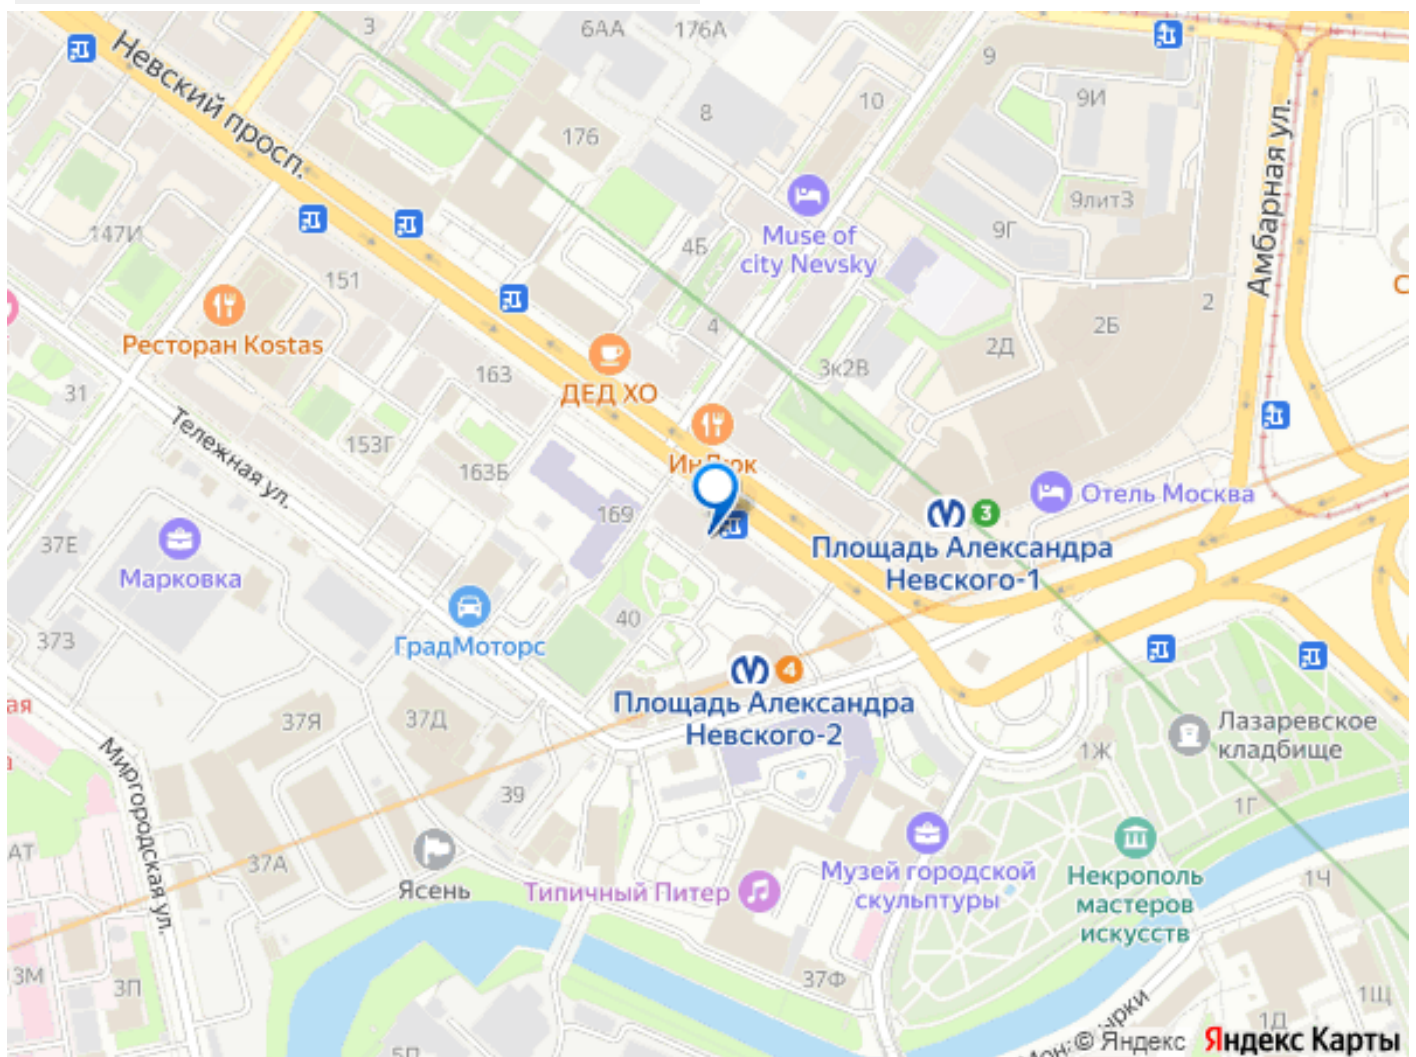 3
6АА
176А
9
Невский просп.
10
9И
8
176
Амбарная ул.
9лит3
147И
4Б
9Г
Muse of
city Nevsky
151
2
4
2Б
Ресторан Kostas
163
2Д
3к2В
31
ДЕД ХО
Тележная ул.
153Г
163Б
3
Отель Москва
169
37Е
Площадь Александра
Невского-1
Марковка
373
40
ГрадМоторс
4
Площадь Александра
Невского-2
37Я
37Д
Лазаревское
кладбище
1Ж
Миргородская ул.
39
1Г
37А
Ясень
Типичный Питер
Музей городской
скульптуры
Некрополь
мастеров
искусств
1Ч
3П
37Ф
1Щ
1Д
© Яндекс
Яндекс Карты